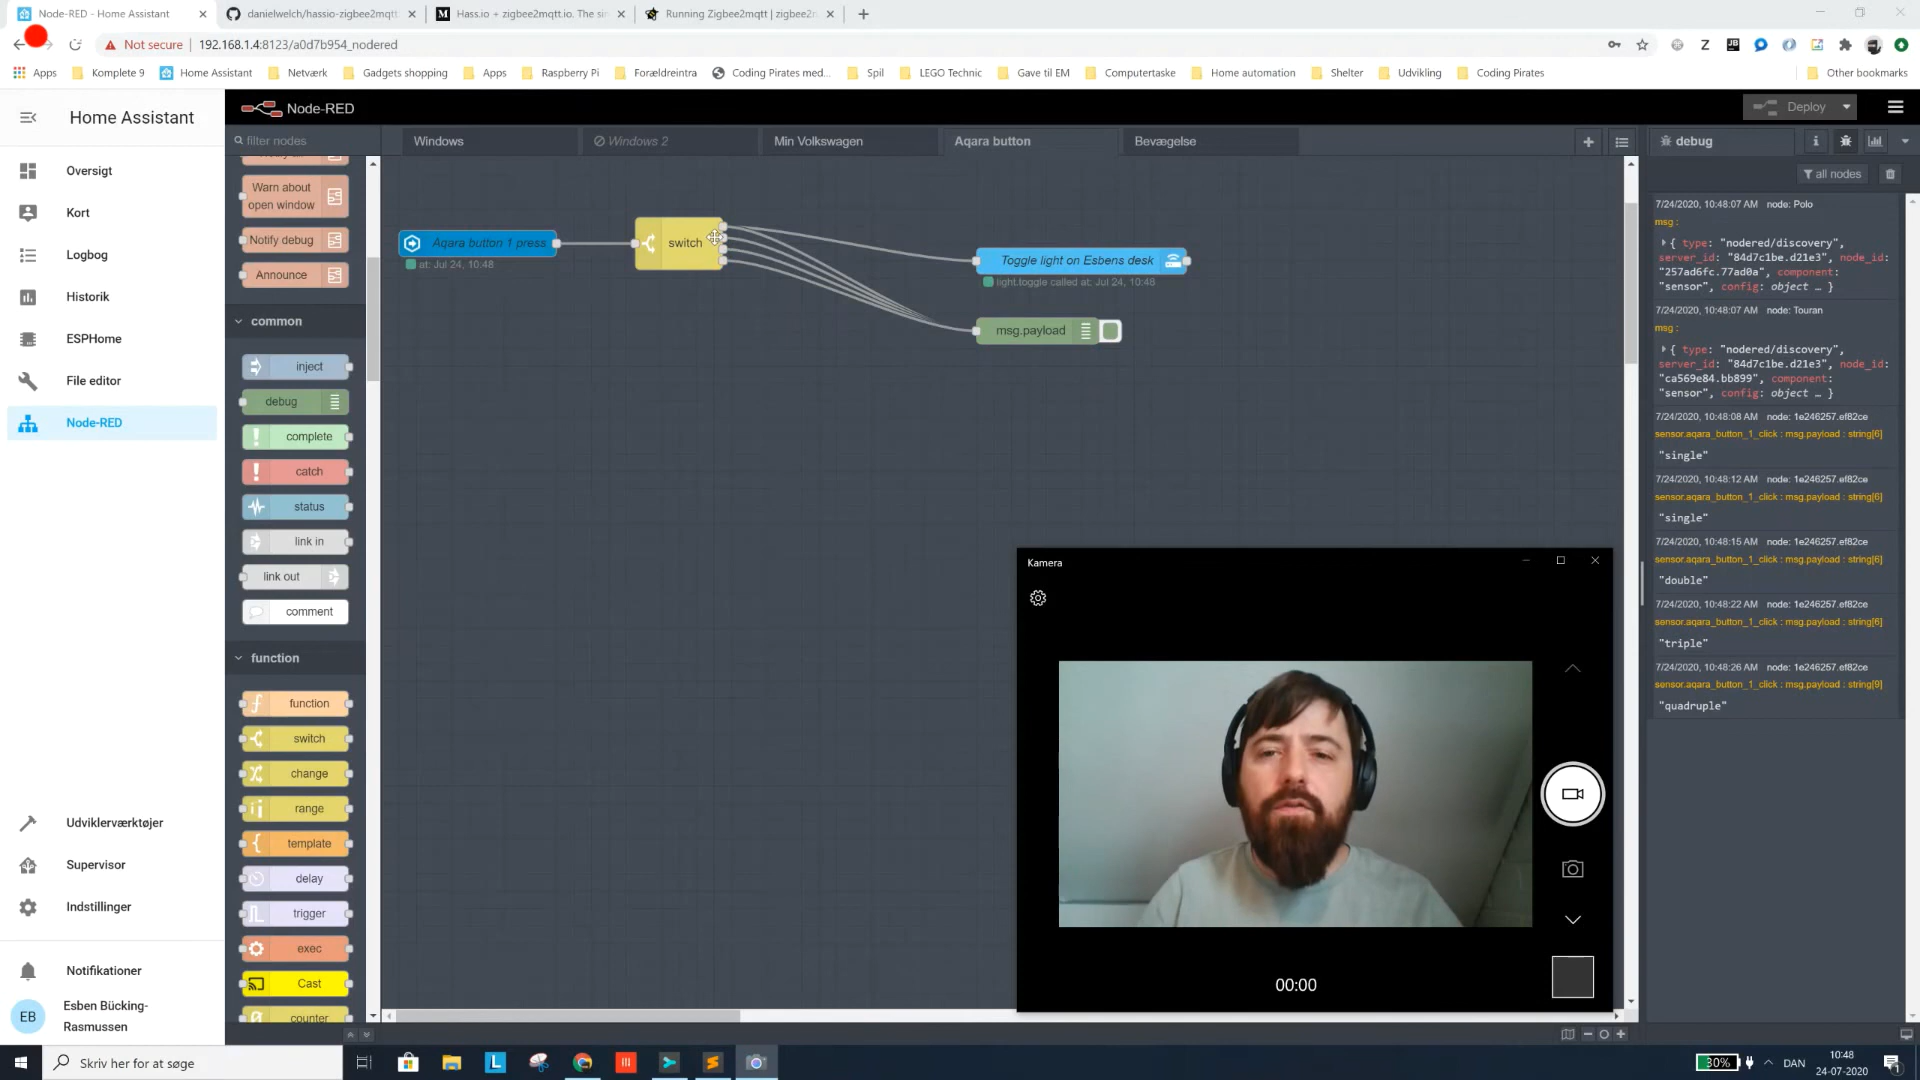 Node-RED - Home Assistant
danielwelch/hassio-zigbee2mqtt
Hass.io + zigbee2mqtt.io. The si
Running Zigbee2mqtt | zigbee2
Not secure
192.168.1.4:8123/a0d7b954_nodered
Apps
Komplete 9
Home Assistant
Netværk
Gadgets shopping
Apps
Raspberry Pi
Forældreintra
Coding Pirates med...
Spil
LEGO Technic
Gave til EM
Computertaske
Home automation
Shelter
Udvikling
Coding Pirates
Other bookmarks
Home Assistant
Oversigt
Kort
Logbog
Historik
ESPHome
File editor
Node-RED
Udviklerværktøjer
Supervisor
Indstillinger
Notifikationer
EB
Esben Bücking-
Rasmussen
Node-RED
Deploy
filter nodes
Windows
Windows 2
Min Volkswagen
Aqara button
Bevægelse
Warn about
open window
Notify debug
Announce
common
inject
debug
complete
catch
status
link in
link out
comment
function
function
switch
change
range
template
delay
trigger
exec
Cast
counter
Aqara button 1 press
at: Jul 24, 10:48
switch
Toggle light on Esbens desk
light.toggle called at: Jul 24, 10:48
msg.payload
debug
all nodes
7/24/2020, 10:48:07 AM node: Polo
msg :
{ type: "nodered/discovery",
server_id: "84d7c1be.d21e3", node_id:
"257ad6fc.77ad0a", component:
"sensor", config: object … }
7/24/2020, 10:48:07 AM node: Touran
msg :
{ type: "nodered/discovery",
server_id: "84d7c1be.d21e3", node_id:
"ca569e84.bb899", component:
"sensor", config: object … }
7/24/2020, 10:48:08 AM node: 1e246257.ef82ce
sensor.aqara_button_1_click : msg.payload : string[6]
"single"
7/24/2020, 10:48:12 AM node: 1e246257.ef82ce
sensor.aqara_button_1_click : msg.payload : string[6]
"single"
7/24/2020, 10:48:15 AM node: 1e246257.ef82ce
sensor.aqara_button_1_click : msg.payload : string[6]
"double"
7/24/2020, 10:48:22 AM node: 1e246257.ef82ce
sensor.aqara_button_1_click : msg.payload : string[6]
"triple"
7/24/2020, 10:48:26 AM node: 1e246257.ef82ce
sensor.aqara_button_1_click : msg.payload : string[9]
"quadruple"
Kamera
00:00
Skriv her for at søge
30%
DAN
10:48
24-07-2020